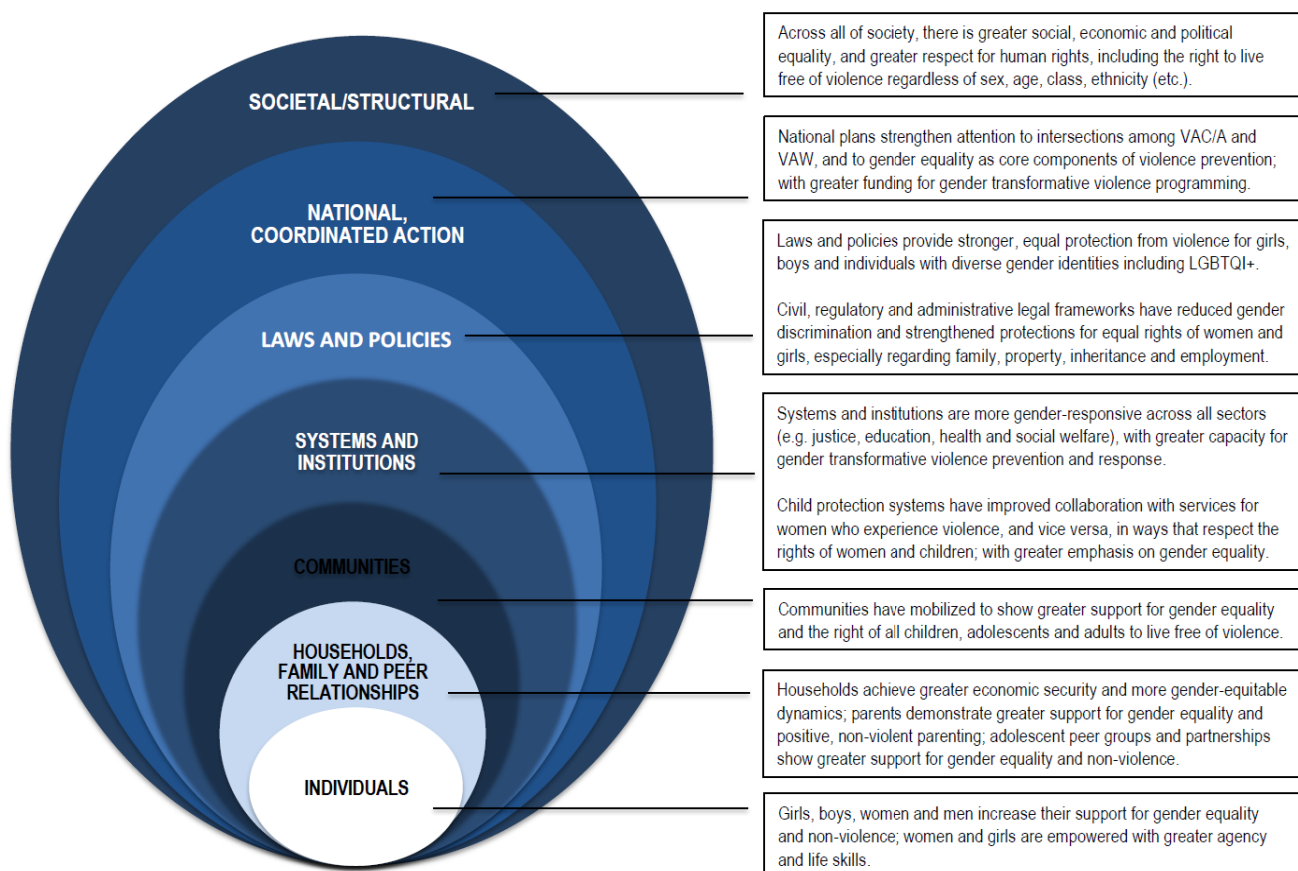 SOCIETAL/STRUCTURAL
Across all of society, there is greater social, economic and political
equality, and greater respect for human rights, including the right to live
free of violence regardless of sex, age, class, ethnicity (etc.).
NATIONAL,
COORDINATED ACTION
National plans strengthen attention to intersections among VAC/A and
VAW, and to gender equality as core components of violence prevention;
with greater funding for gender transformative violence programming.
LAWS AND POLICIES
Laws and policies provide stronger, equal protection from violence for girls,
boys and individuals with diverse gender identities including LGBTQI+.
Civil, regulatory and administrative legal frameworks have reduced gender
discrimination and strengthened protections for equal rights of women and
girls, especially regarding family, property, inheritance and employment.
SYSTEMS AND
INSTITUTIONS
Systems and institutions are more gender-responsive across all sectors
(e.g. justice, education, health and social welfare), with greater capacity for
gender transformative violence prevention and response.
Child protection systems have improved collaboration with services for
women who experience violence, and vice versa, in ways that respect the
rights of women and children; with greater emphasis on gender equality.
COMMUNITIES
Communities have mobilized to show greater support for gender equality
and the right of all children, adolescents and adults to live free of violence.
HOUSEHOLDS,
FAMILY AND PEER
RELATIONSHIPS
Households achieve greater economic security and more gender-equitable
dynamics; parents demonstrate greater support for gender equality and
positive, non-violent parenting; adolescent peer groups and partnerships
show greater support for gender equality and non-violence.
INDIVIDUALS
Girls, boys, women and men increase their support for gender equality
and non-violence; women and girls are empowered with greater agency
and life skills.